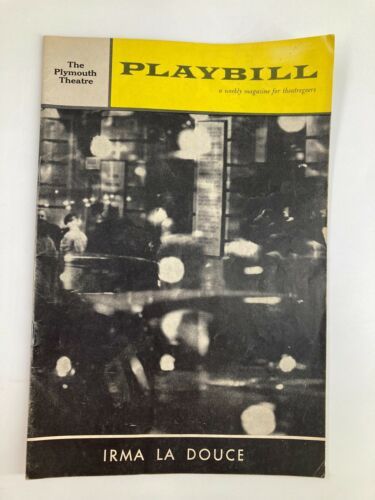 The
Plymouth
Theatre
PLAYBILL
a weekly magazine for theatregoers
IRMA LA DOUCE